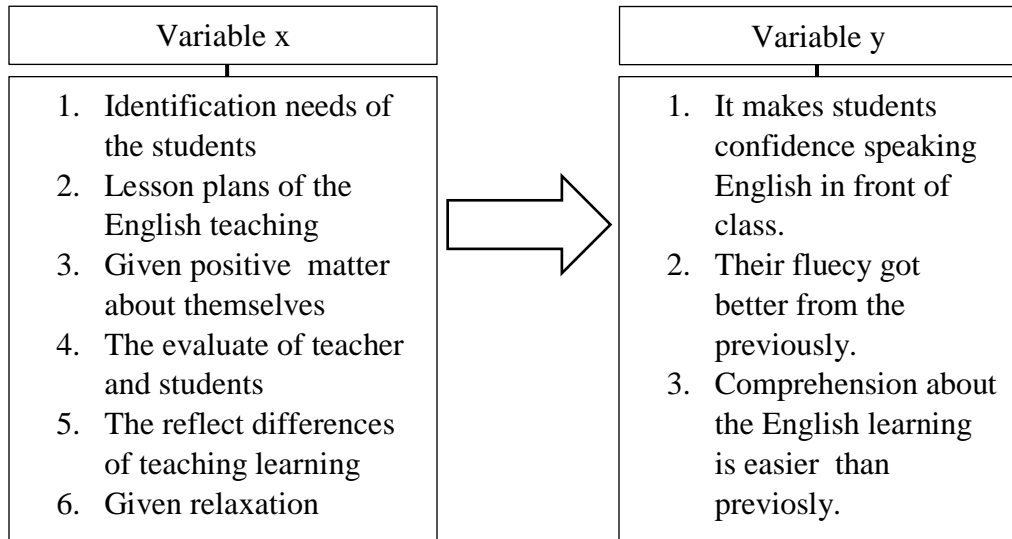 Variable x
1. Identification needs of
the students
2. Lesson plans of the
English teaching
3. Given positive matter
about themselves
4. The evaluate of teacher
and students
5. The reflect differences
of teaching learning
6. Given relaxation
Variable y
1. It makes students
confidence speaking
English in front of
class.
2. Their fluecy got
better from the
previously.
3. Comprehension about
the English learning
is easier than
previosly.